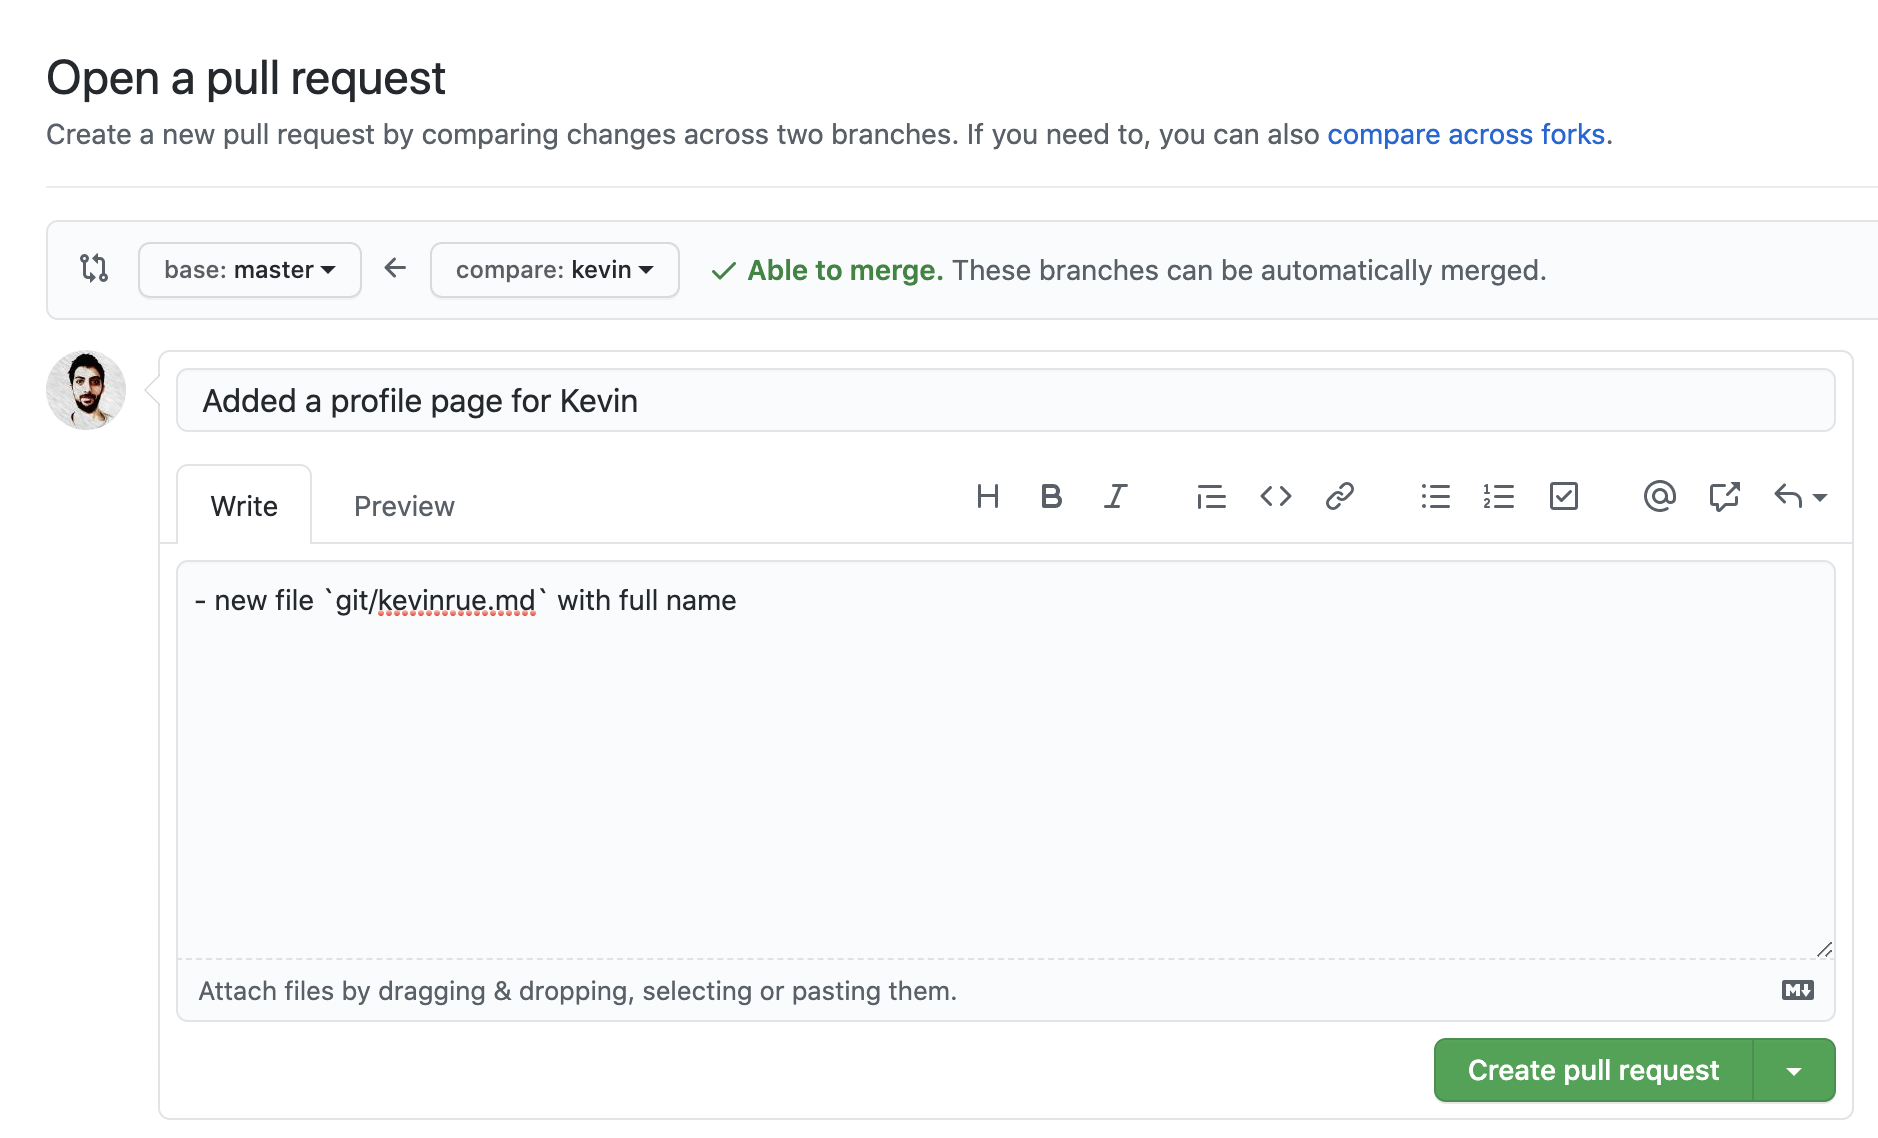 Open a pull request
Create a new pull request by comparing changes across two branches. If you need to, you can also compare across forks.
base: master compare: kevin Able to merge. These branches can be automatically merged.
Added a profile page for Kevin
Write Preview H B I
- new file `git/kevinrue.md` with full name
Attach files by dragging & dropping, selecting or pasting them.
Create pull request